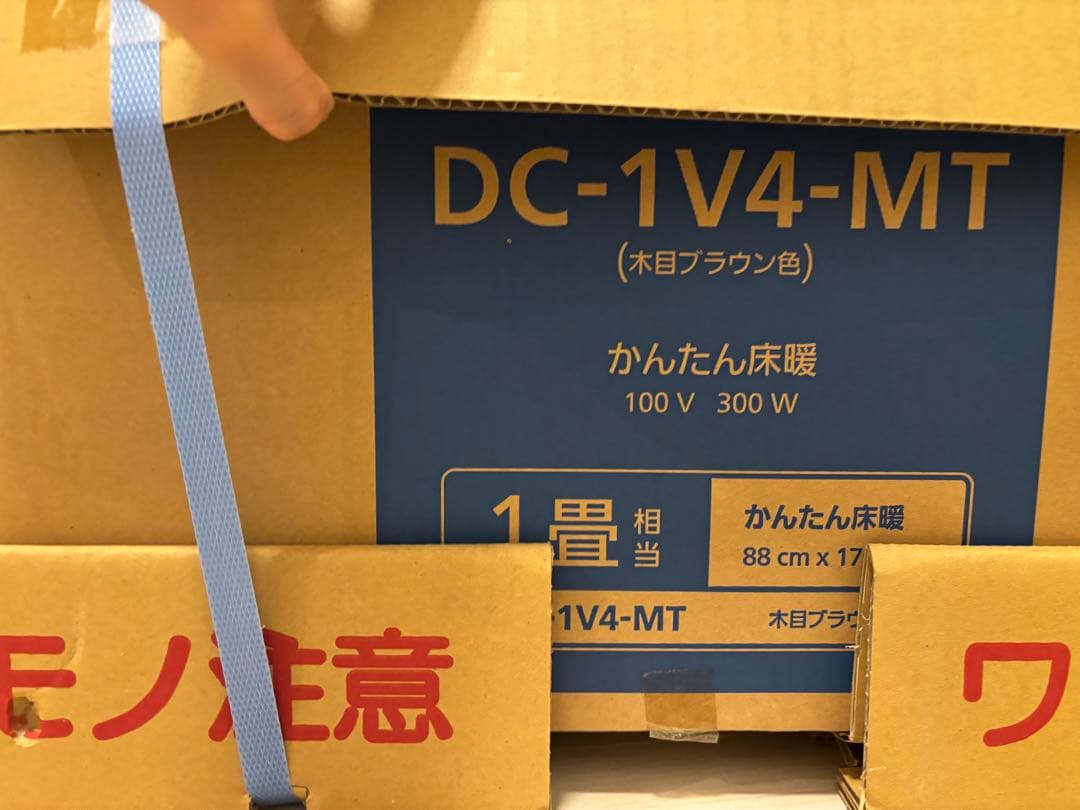 DC-1V4-MT
(木目ブラウン色)
かんたん床暖
100 V 300 W
1畳相当
かんたん床暖
88 cm x 17
-1V4-MT 木目ブラウ
モノ注意
ワ